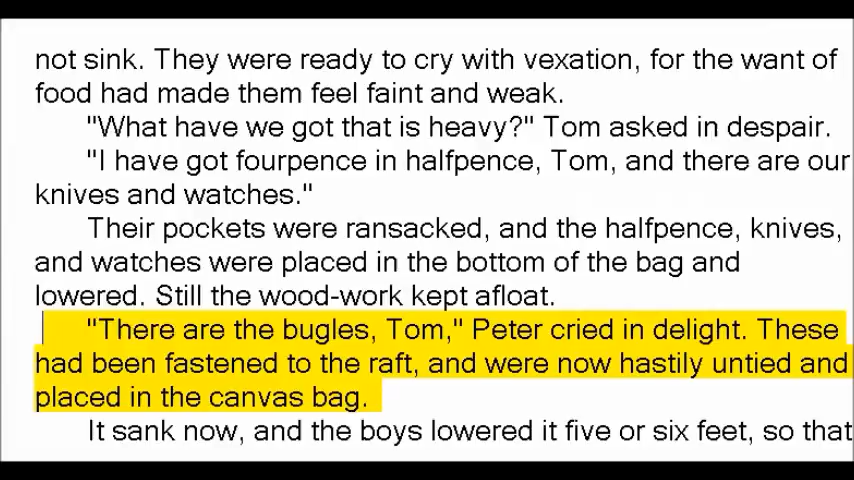 not sink. They were ready to cry with vexation, for the want of
food had made them feel faint and weak.
"What have we got that is heavy?" Tom asked in despair.
"I have got fourpence in halfpence, Tom, and there are our
knives and watches."
Their pockets were ransacked, and the halfpence, knives,
and watches were placed in the bottom of the bag and
lowered. Still the wood-work kept afloat.
"There are the bugles, Tom," Peter cried in delight. These
had been fastened to the raft, and were now hastily untied and
placed in the canvas bag.
It sank now, and the boys lowered it five or six feet, so that